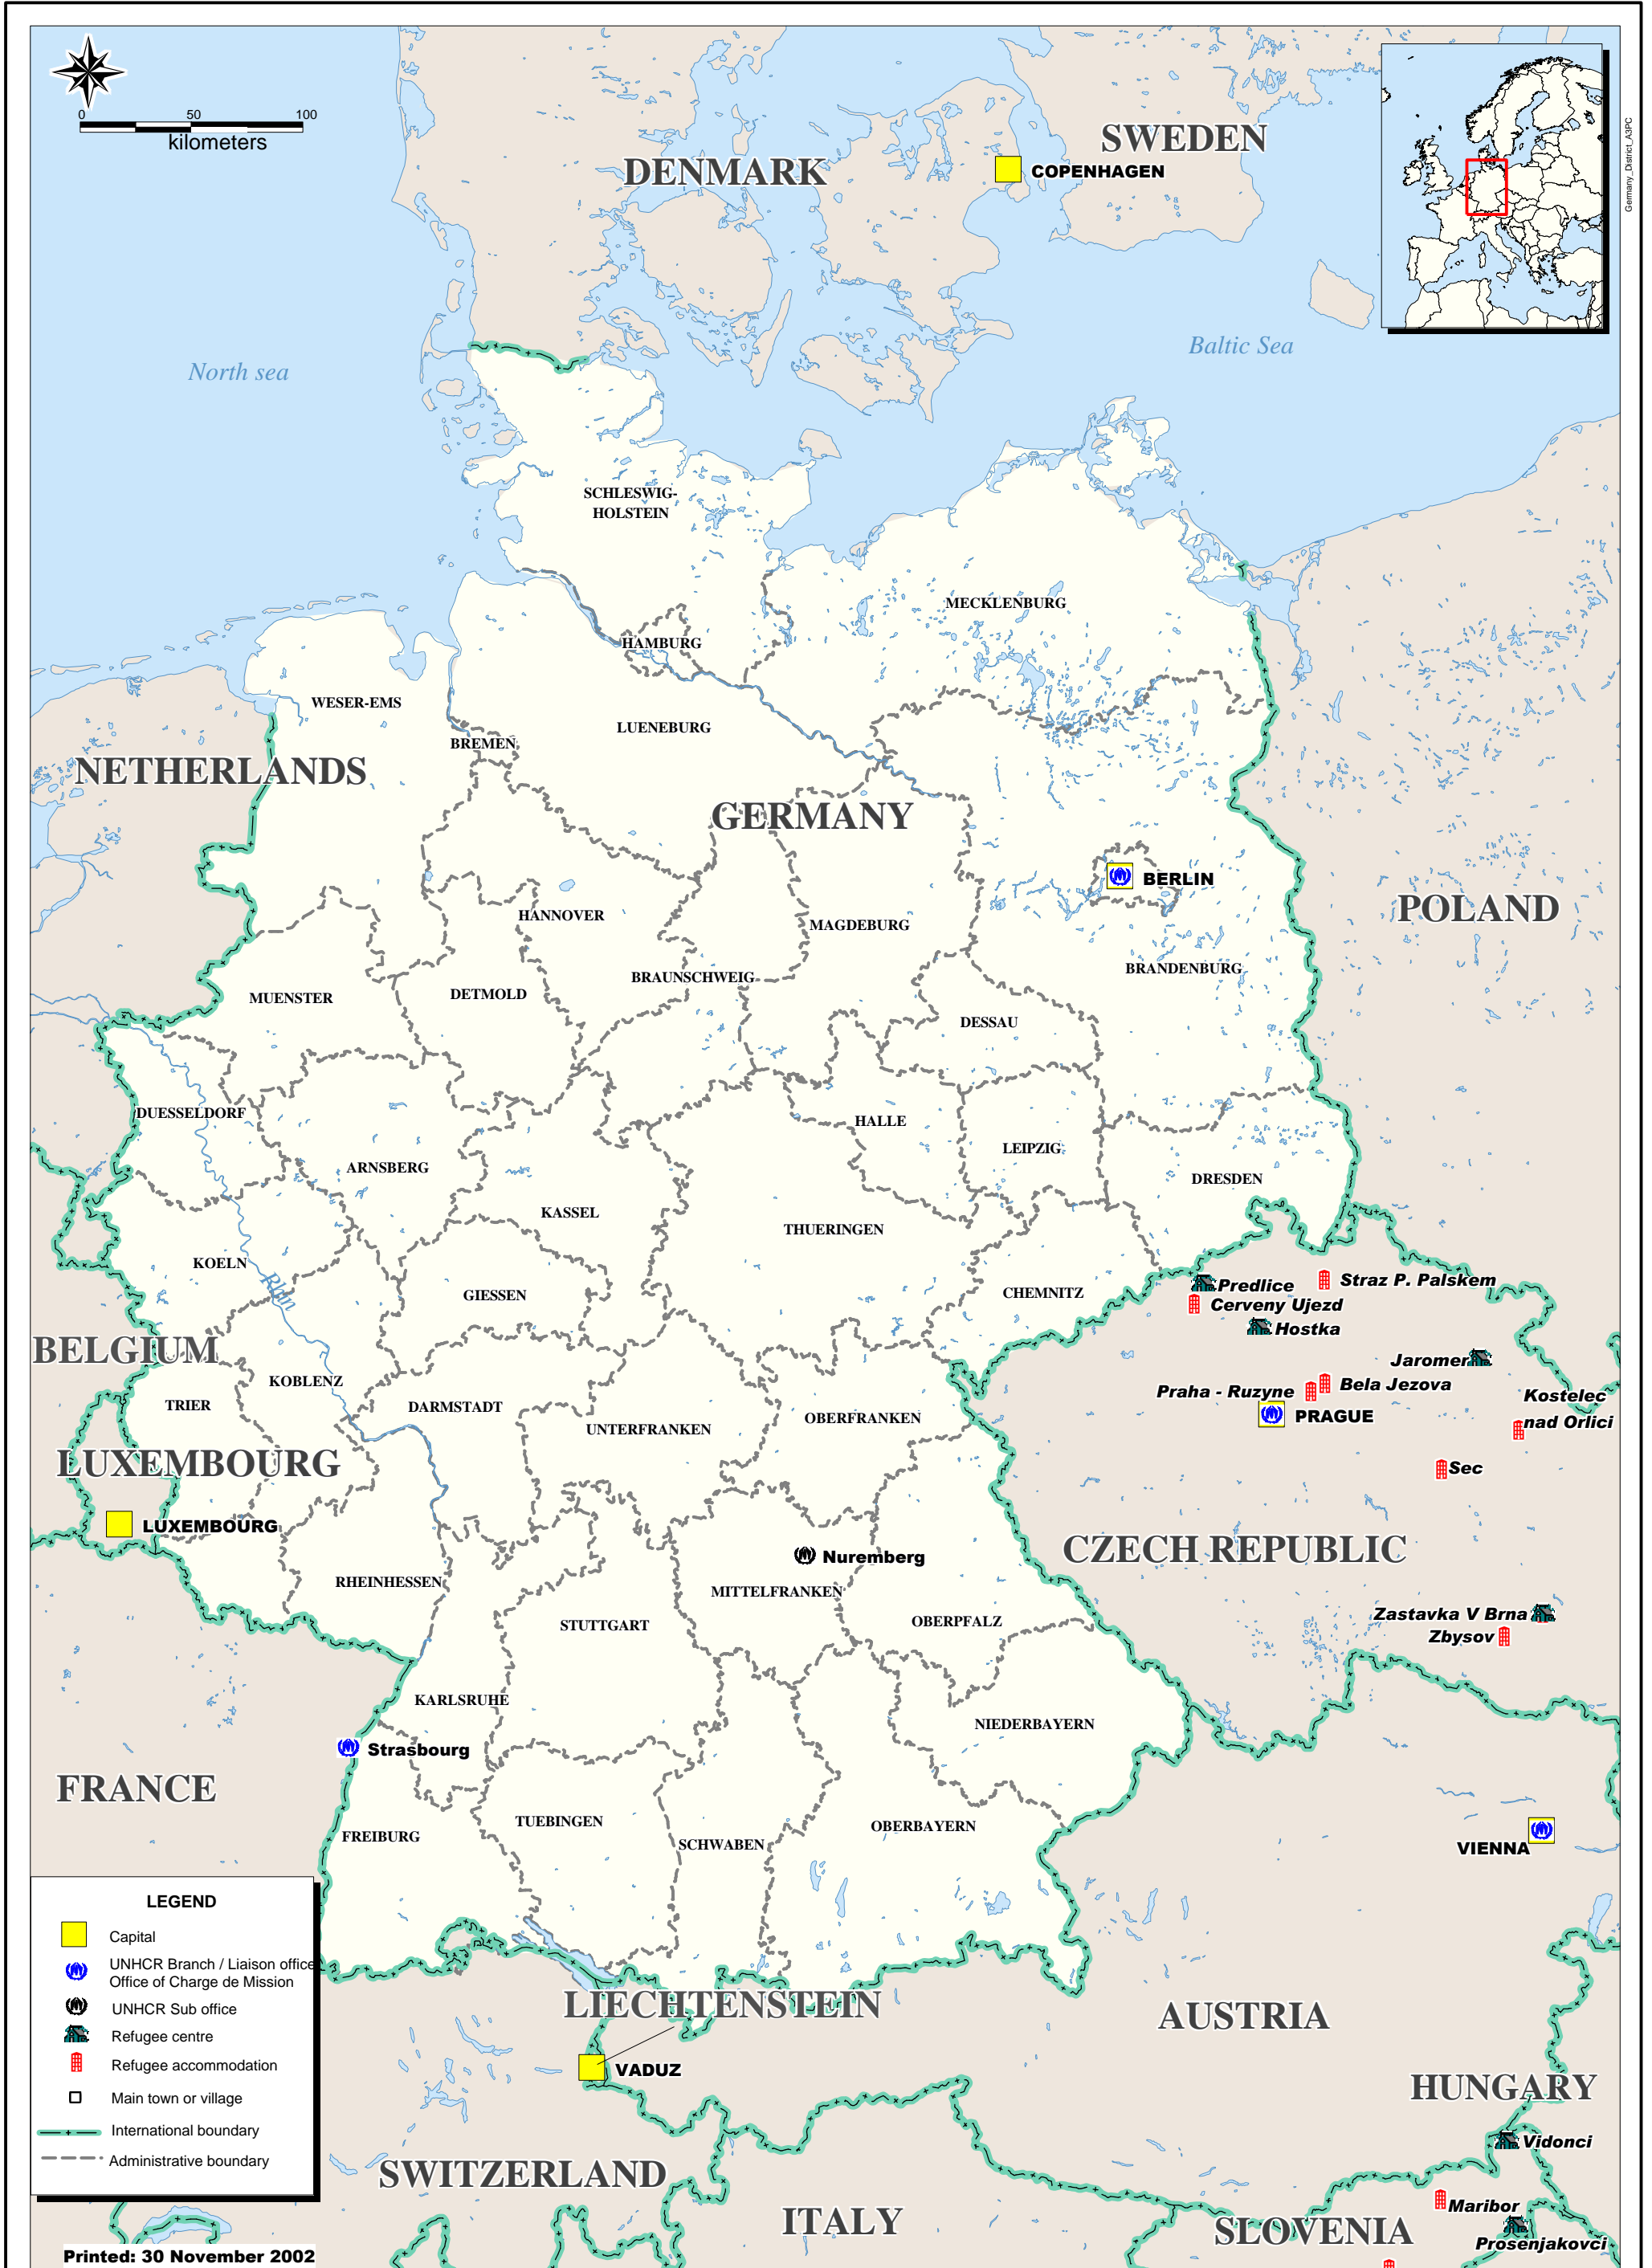 0 50 100
kilometers
Germany_District_A3PC
SWEDEN
DENMARK
COPENHAGEN
North sea
Baltic Sea
SCHLESWIG-
HOLSTEIN
MECKLENBURG
HAMBURG
WESER-EMS
LUENEBURG
BREMEN
NETHERLANDS
GERMANY
BERLIN
POLAND
HANNOVER
MAGDEBURG
BRANDENBURG
BRAUNSCHWEIG
MUENSTER
DETMOLD
DESSAU
DUESSELDORF
HALLE
LEIPZIG
ARNSBERG
DRESDEN
KASSEL
THUERINGEN
KOELN
Rhin
GIESSEN
CHEMNITZ
Predlice
Straz P. Palskem
Cerveny Ujezd
Hostka
BELGIUM
Jaromer
KOBLENZ
Praha - Ruzyne
Bela Jezova
Kostelec
nad Orlici
TRIER
DARMSTADT
UNTERFRANKEN
OBERFRANKEN
PRAGUE
LUXEMBOURG
Sec
LUXEMBOURG
CZECH REPUBLIC
Nuremberg
RHEINHESSEN
MITTELFRANKEN
STUTTGART
OBERPFALZ
Zastavka V Brna
Zbysov
KARLSRUHE
NIEDERBAYERN
Strasbourg
FRANCE
TUEBINGEN
OBERBAYERN
FREIBURG
SCHWABEN
VIENNA
LEGEND
Capital
UNHCR Branch / Liaison office
Office of Charge de Mission
UNHCR Sub office
Refugee centre
Refugee accommodation
Main town or village
International boundary
Administrative boundary
LIECHTENSTEIN
AUSTRIA
VADUZ
HUNGARY
Vidonci
SWITZERLAND
Maribor
ITALY
SLOVENIA
Prosenjakovci
Printed: 30 November 2002